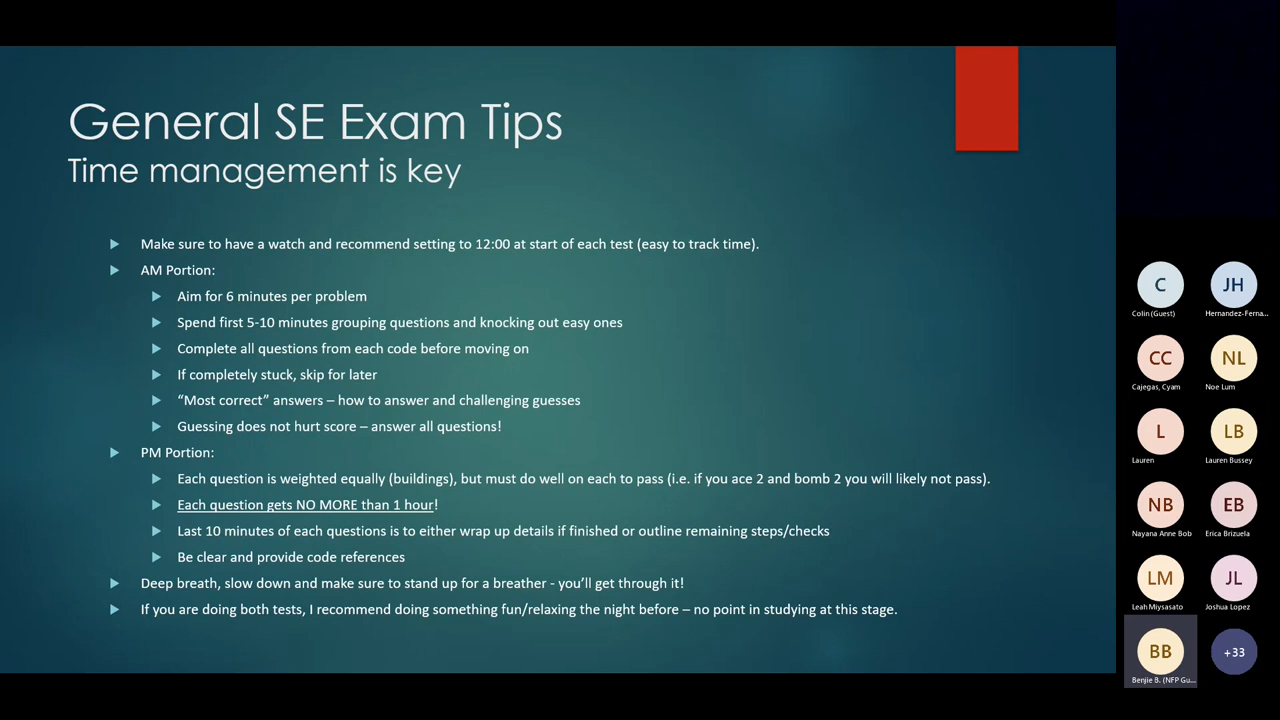 General SE Exam Tips
Time management is key
Make sure to have a watch and recommend setting to 12:00 at start of each test (easy to track time).
AM Portion:
Aim for 6 minutes per problem
Spend first 5-10 minutes grouping questions and knocking out easy ones
Complete all questions from each code before moving on
If completely stuck, skip for later
“Most correct” answers – how to answer and challenging guesses
Guessing does not hurt score – answer all questions!
PM Portion:
Each question is weighted equally (buildings), but must do well on each to pass (i.e. if you ace 2 and bomb 2 you will likely not pass).
Each question gets NO MORE than 1 hour!
Last 10 minutes of each questions is to either wrap up details if finished or outline remaining steps/checks
Be clear and provide code references
Deep breath, slow down and make sure to stand up for a breather - you’ll get through it!
If you are doing both tests, I recommend doing something fun/relaxing the night before – no point in studying at this stage.
C JH
Colin (Guest) Hernandez-Ferna...
CC NL
Cajegas, Cyam Noe Lum
L LB
Lauren Lauren Bussey
NB EB
Nayana Anne Bob Erica Brizuela
LM JL
Leah Miysasato Joshua Lopez
BB +33
Benjie B. (NFP Gu...